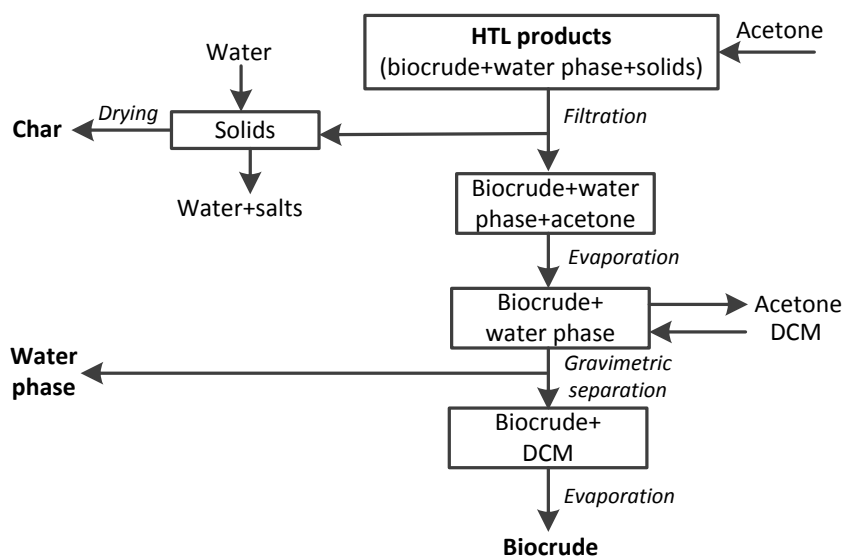 HTL products
(biocrude+water phase+solids)
Acetone
Water
Filtration
Drying
Char
Solids
Water+salts
Biocrude+water
phase+acetone
Evaporation
Biocrude+
water phase
Acetone
DCM
Water
phase
Gravimetric
separation
Biocrude+
DCM
Evaporation
Biocrude